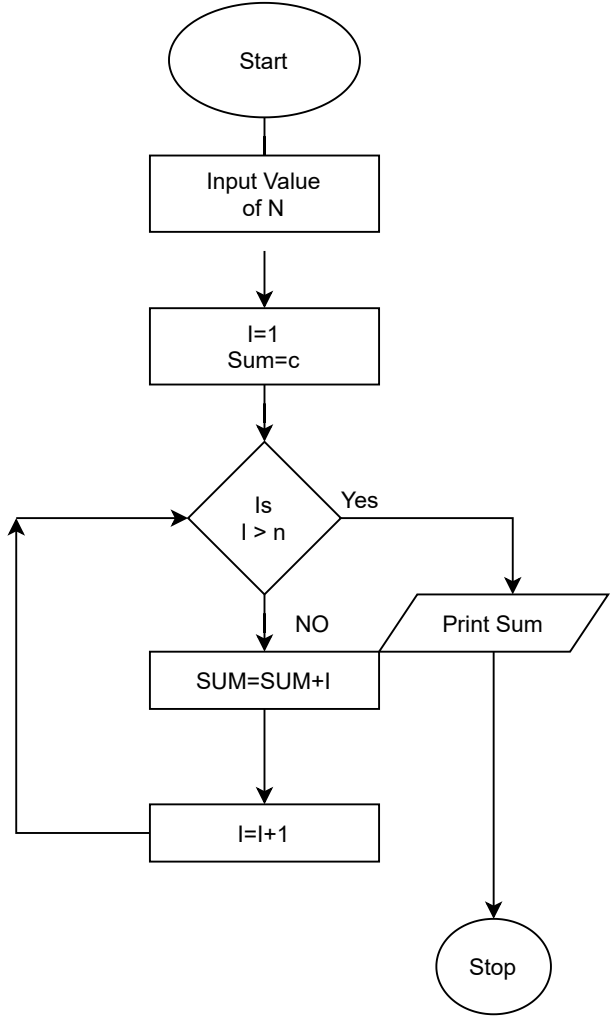 Start
Input Value
of N
I=1
Sum=c
Is
I > n
Yes
NO
Print Sum
SUM=SUM+I
I=I+1
Stop